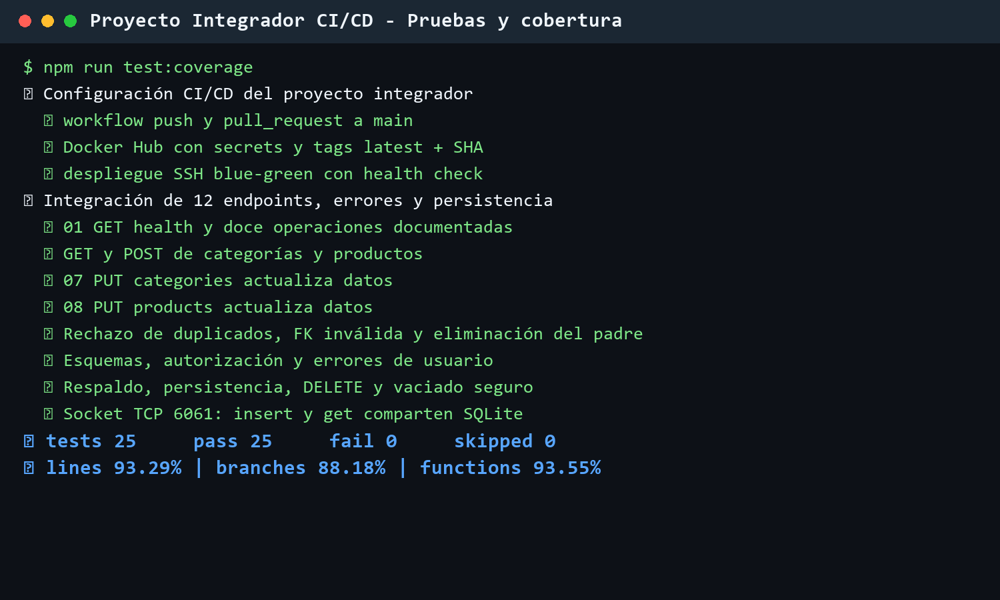 Proyecto Integrador CI/CD - Pruebas y cobertura
$ npm run test:coverage
Configuración CI/CD del proyecto integrador
workflow push y pull_request a main
Docker Hub con secrets y tags latest + SHA
despliegue SSH blue-green con health check
Integración de 12 endpoints, errores y persistencia
01 GET health y doce operaciones documentadas
GET y POST de categorías y productos
07 PUT categories actualiza datos
08 PUT products actualiza datos
Rechazo de duplicados, FK inválida y eliminación del padre
Esquemas, autorización y errores de usuario
Respaldo, persistencia, DELETE y vaciado seguro
Socket TCP 6061: insert y get comparten SQLite
tests 25 pass 25 fail 0 skipped 0
lines 93.29% | branches 88.18% | functions 93.55%